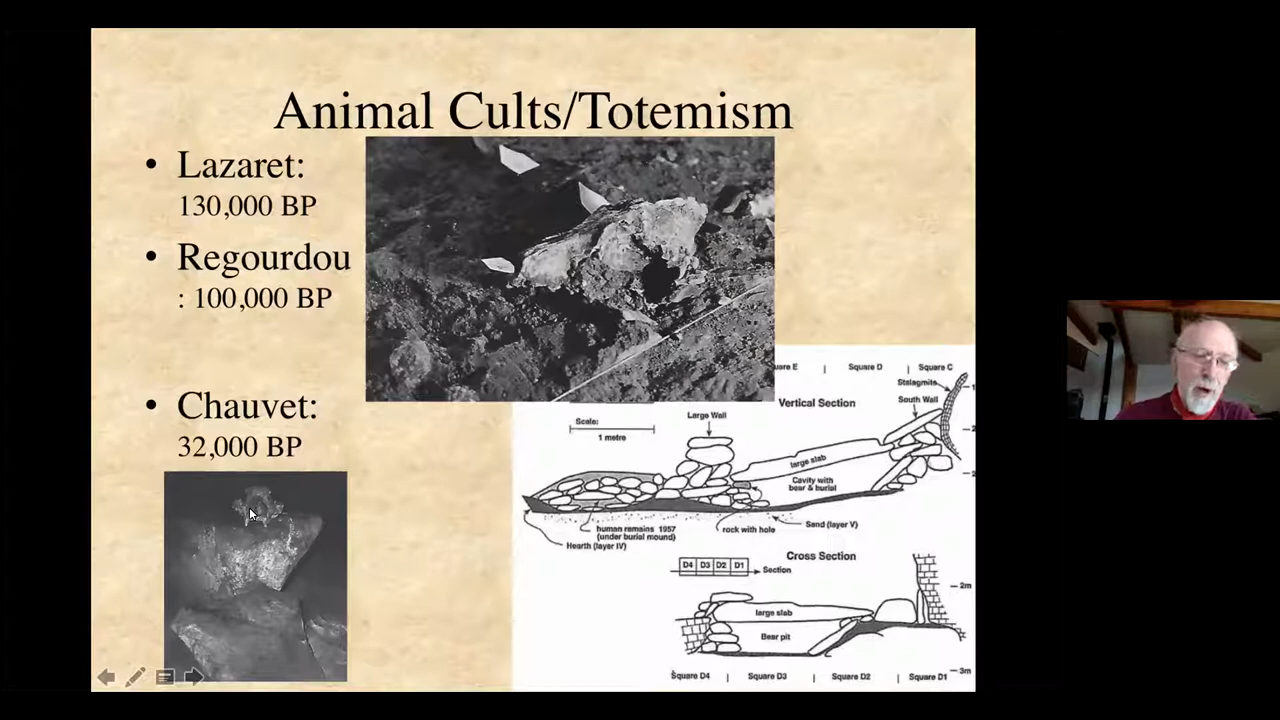 Animal Cults/Totemism
• Lazaret:
130,000 BP
• Regourdou
: 100,000 BP
• Chauvet:
32,000 BP
Square D
Square C
Stalagmite
South Wall
Vertical Section
Large Wall
Scale:
1 metre
large slab
Cavity with
bear & burial
human remains 1957
(under burial mound)
Hearth (layer IV)
rock with hole
Sand (layer V)
Cross Section
D4 D3 D2 D1
Section
2m
large slab
Bear pit
3m
Square D4
Square D3
Square D2
Square D1